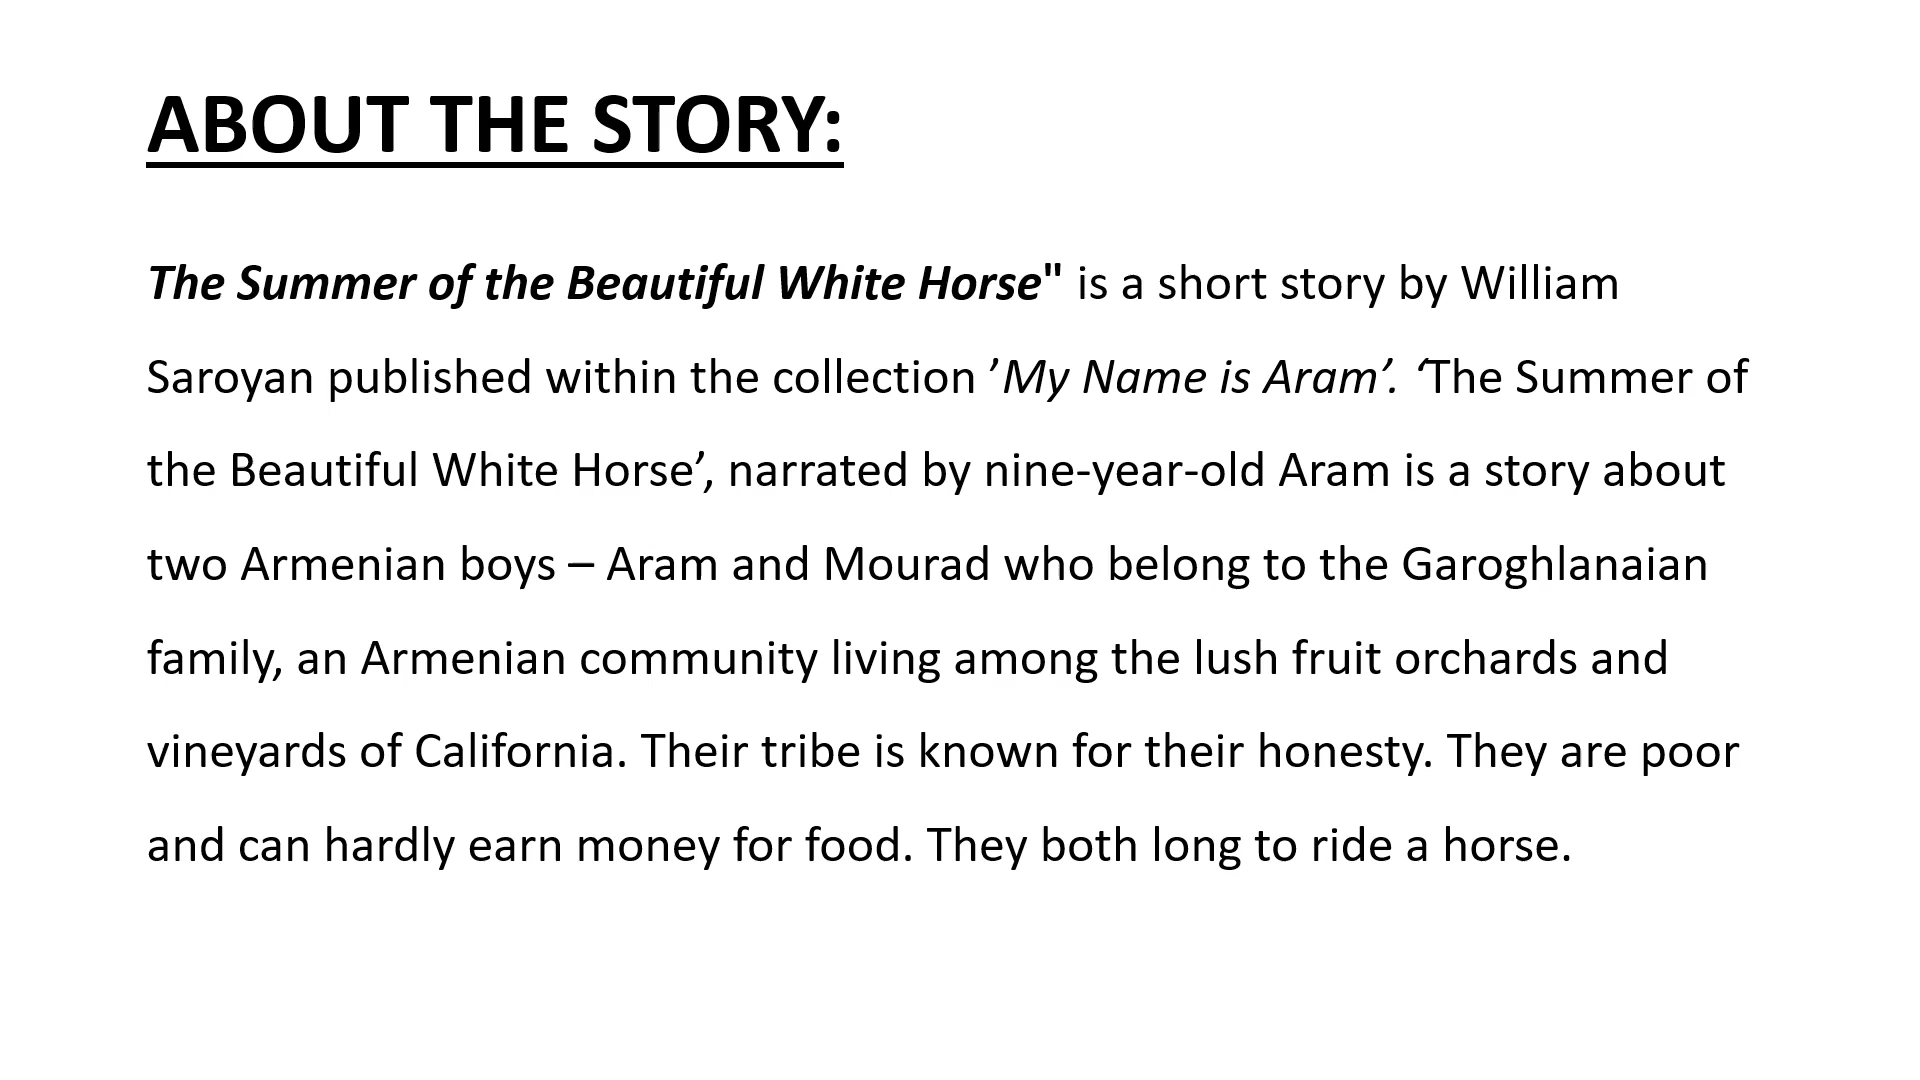 ABOUT THE STORY:
The Summer of the Beautiful White Horse" is a short story by William
Saroyan published within the collection ’My Name is Aram’. ‘The Summer of
the Beautiful White Horse’, narrated by nine-year-old Aram is a story about
two Armenian boys – Aram and Mourad who belong to the Garoghlanaian
family, an Armenian community living among the lush fruit orchards and
vineyards of California. Their tribe is known for their honesty. They are poor
and can hardly earn money for food. They both long to ride a horse.